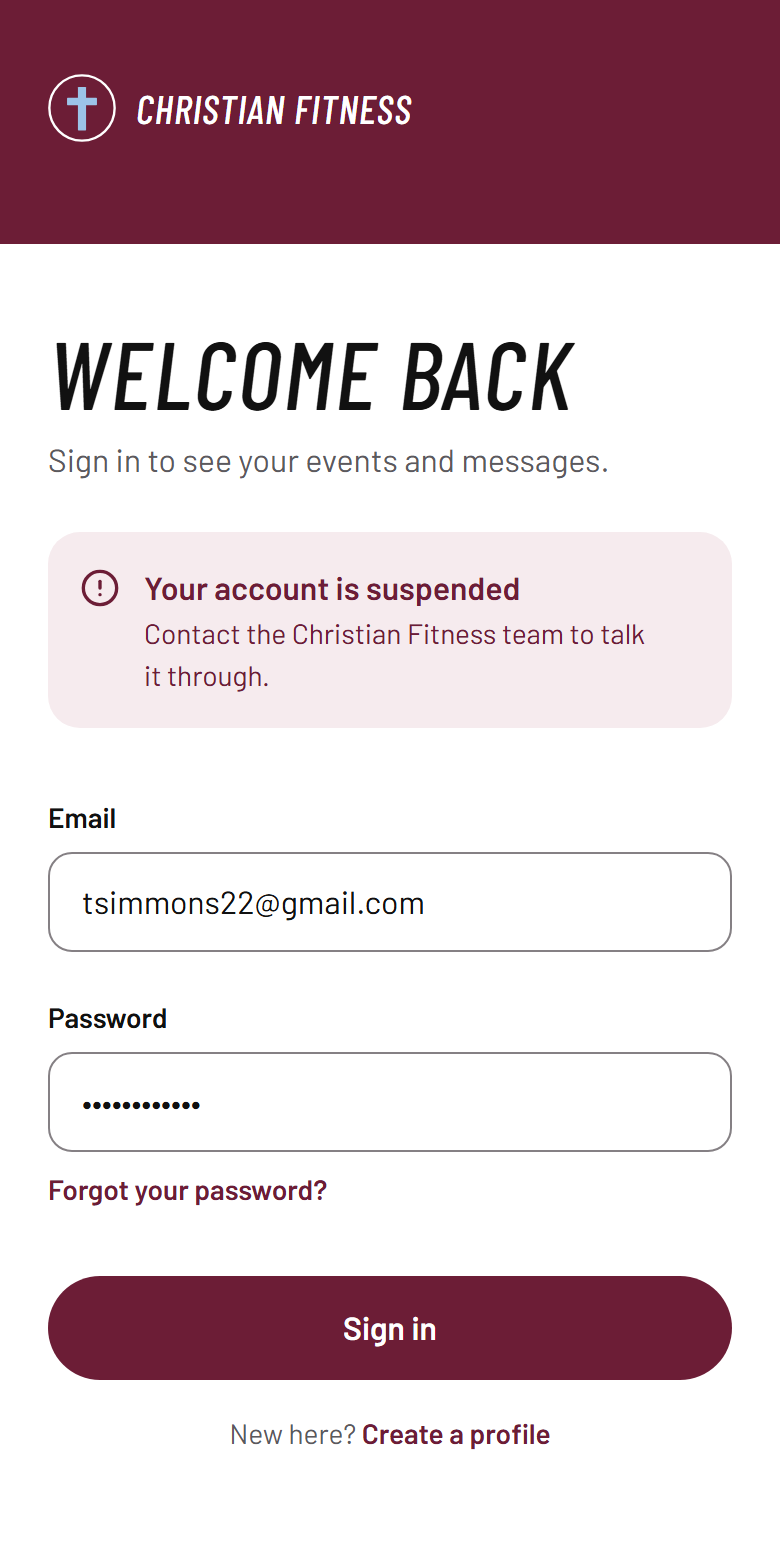 CHRISTIAN FITNESS
WELCOME BACK
Sign in to see your events and messages.
Your account is suspended
Contact the Christian Fitness team to talk
it through.
Email
tsimmons22@gmail.com
Password
••••••••••••
Forgot your password?
Sign in
New here? Create a profile